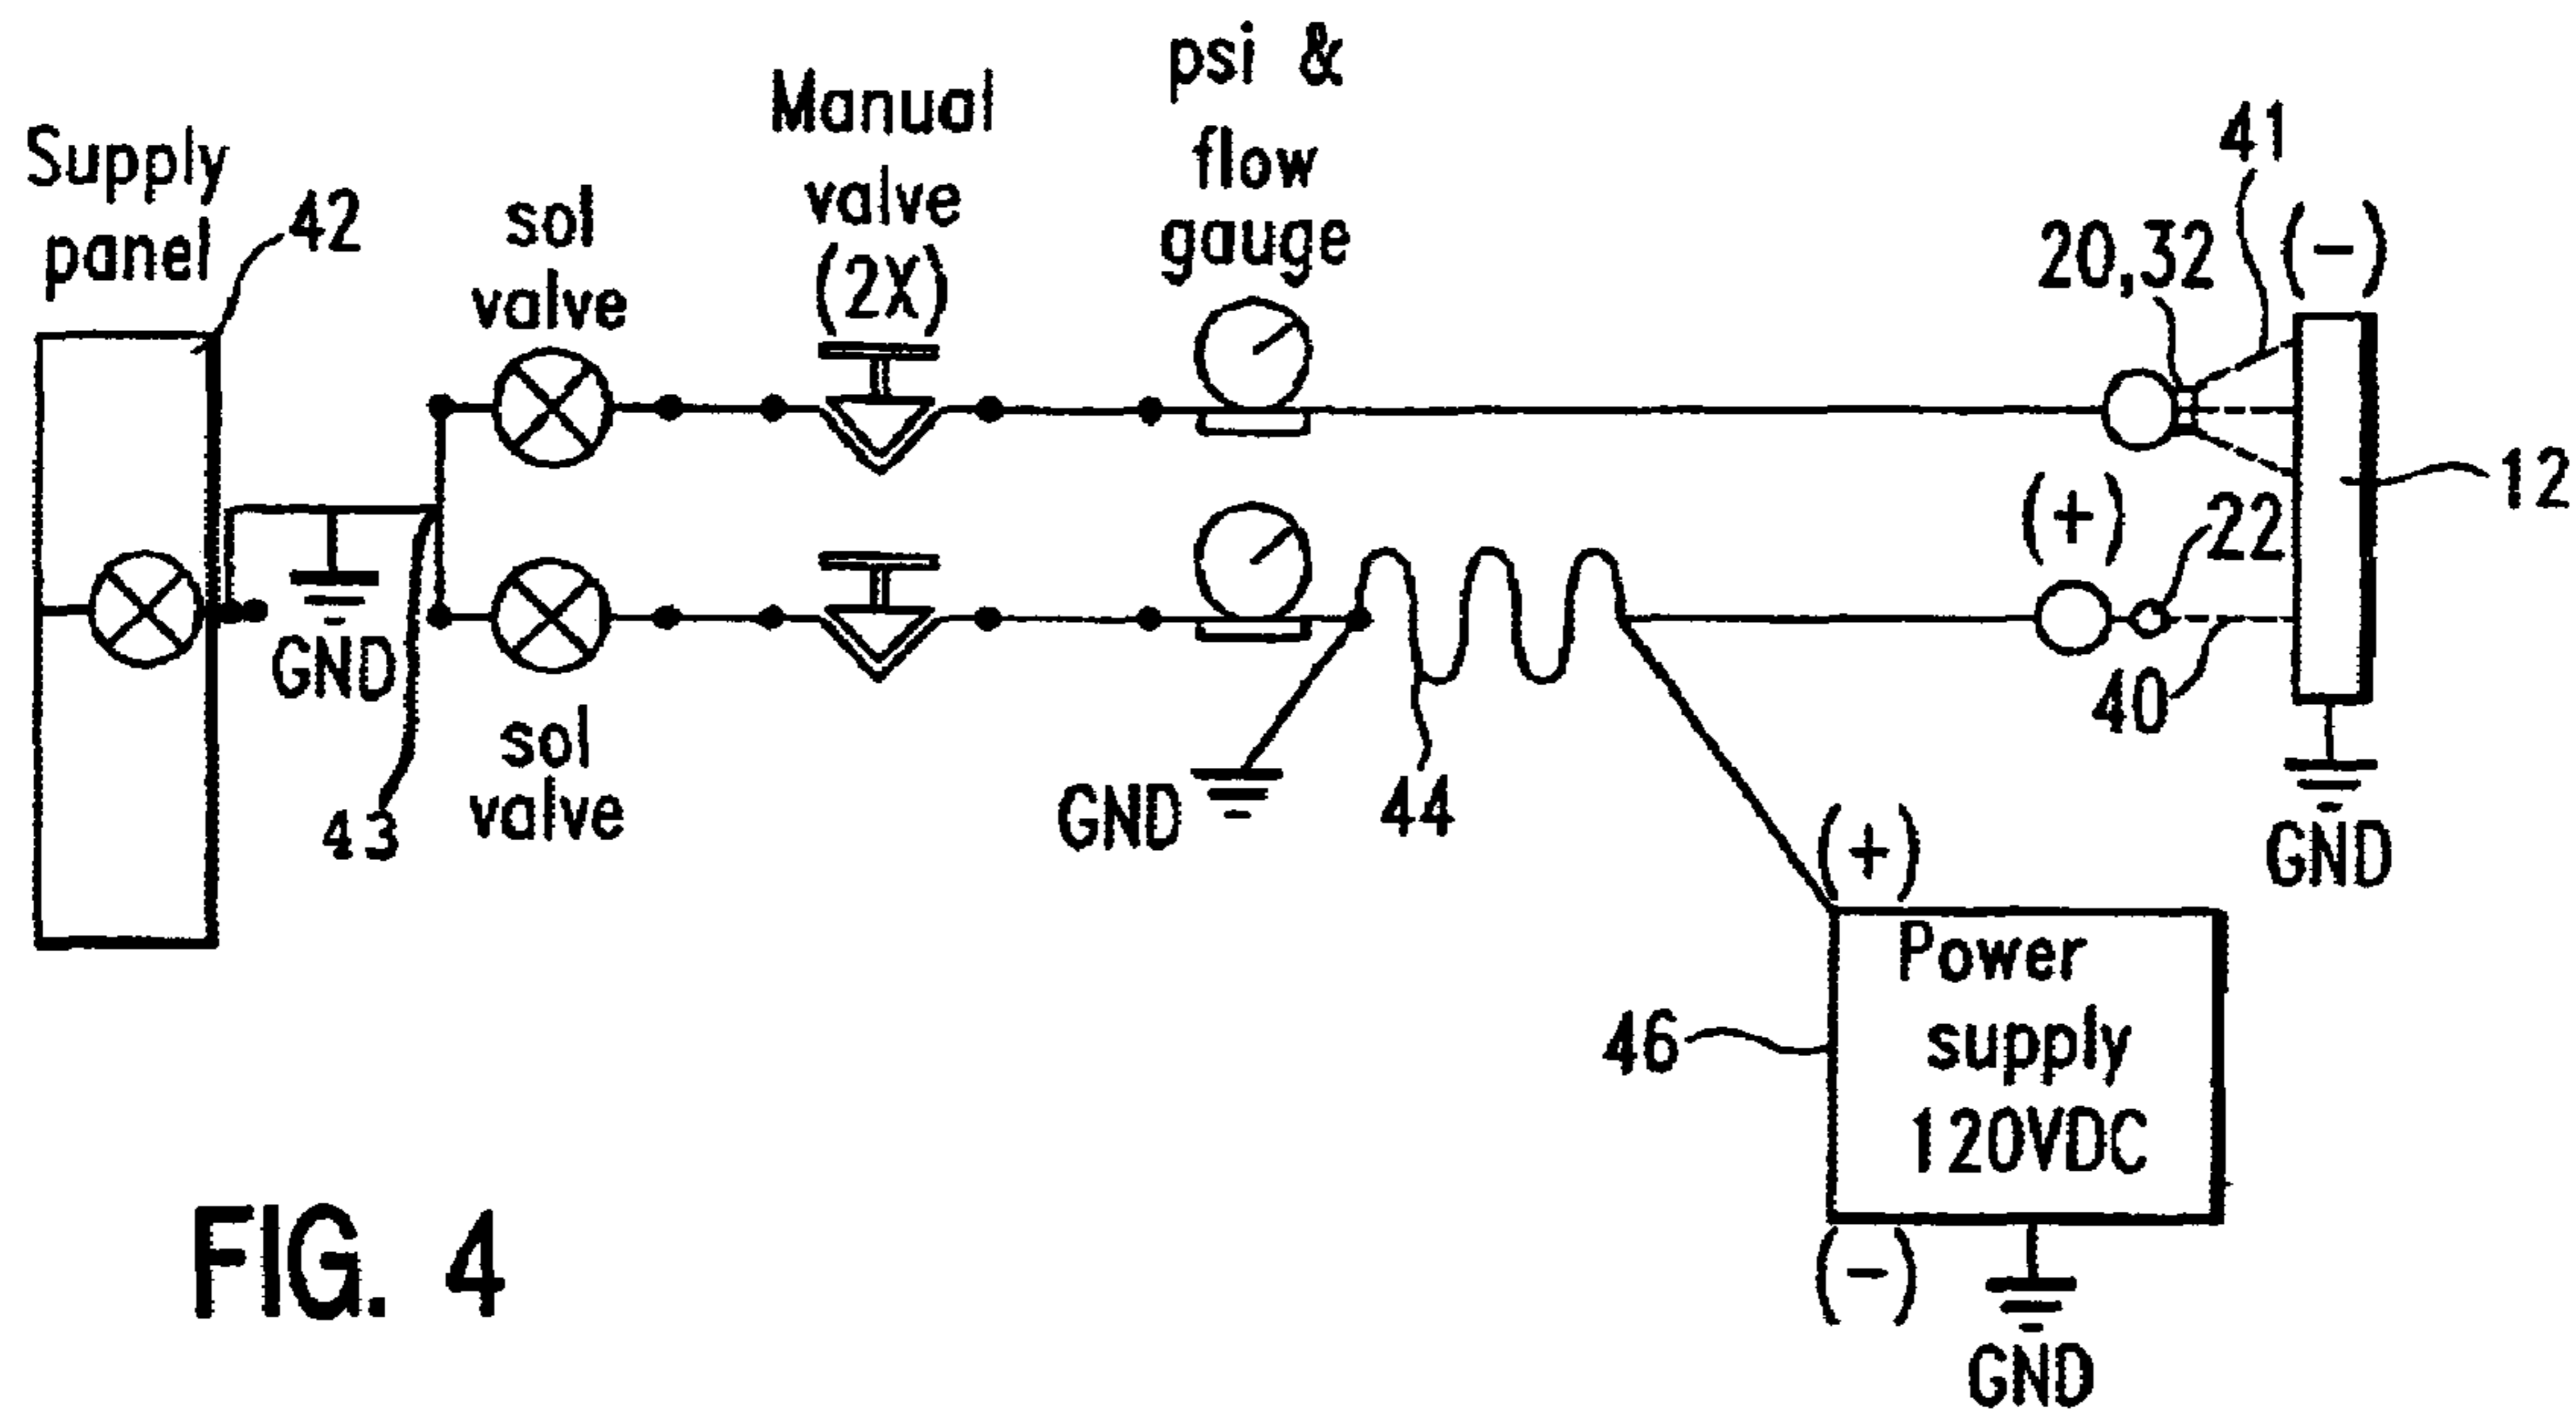 Supply
panel
42
sol
valve
Manual
valve
(2X)
psi &
flow
gauge
20,32
41
(-)
12
(+)
22
40
GND
43
sol
valve
GND
44
GND
(+)
46
Power
supply
120VDC
(-)
GND
FIG. 4